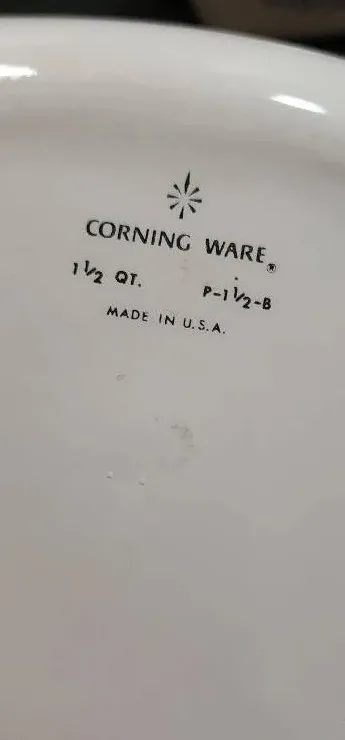 CORNING WARE®
1½ QT. P-1½-B
MADE IN U.S.A.